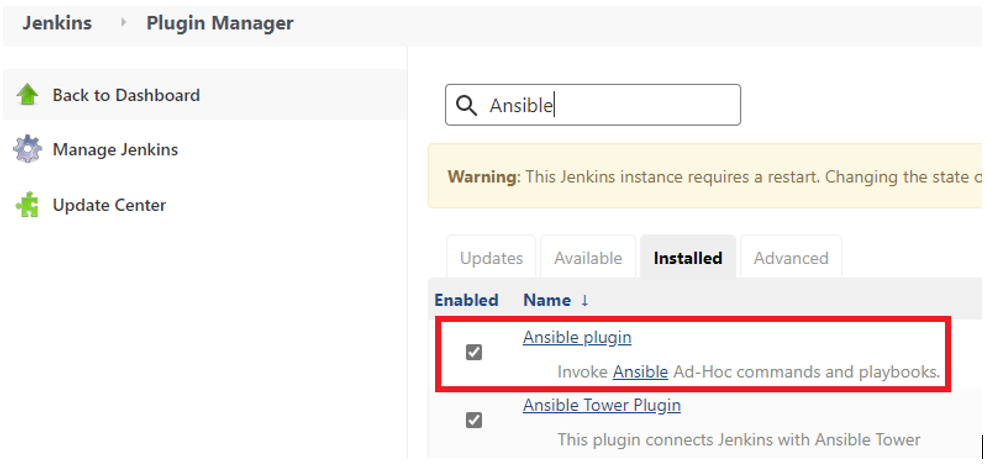 Jenkins Plugin Manager
Back to Dashboard
Manage Jenkins
Update Center
Ansible
Warning: This Jenkins instance requires a restart. Changing the state o
Updates Available Installed Advanced
Enabled Name ↓
Ansible plugin
Invoke Ansible Ad-Hoc commands and playbooks.
Ansible Tower Plugin
This plugin connects Jenkins with Ansible Tower